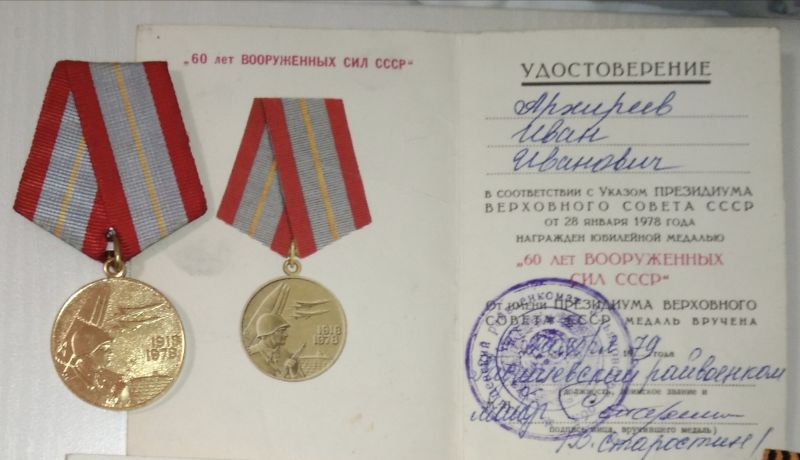 „60 лет ВООРУЖЕННЫХ СИЛ СССР“
1918
1978
1918
1978
УДОСТОВЕРЕНИЕ
Архиреев
Иван
Иванович
В СООТВЕТСТВИИ С УКАЗОМ ПРЕЗИДИУМА
ВЕРХОВНОГО СОВЕТА СССР
ОТ 28 ЯНВАРЯ 1978 ГОДА
НАГРАЖДЕН ЮБИЛЕЙНОЙ МЕДАЛЬЮ
„60 ЛЕТ ВООРУЖЕННЫХ
СИЛ СССР“
ОТ ИМЕНИ ПРЕЗИДИУМА ВЕРХОВНОГО
СОВЕТА СССР МЕДАЛЬ ВРУЧЕНА
1979 года
райвоенком
должность, воинское звание и
майор
подпись лица, вручившего медаль)
/В. Старостин/